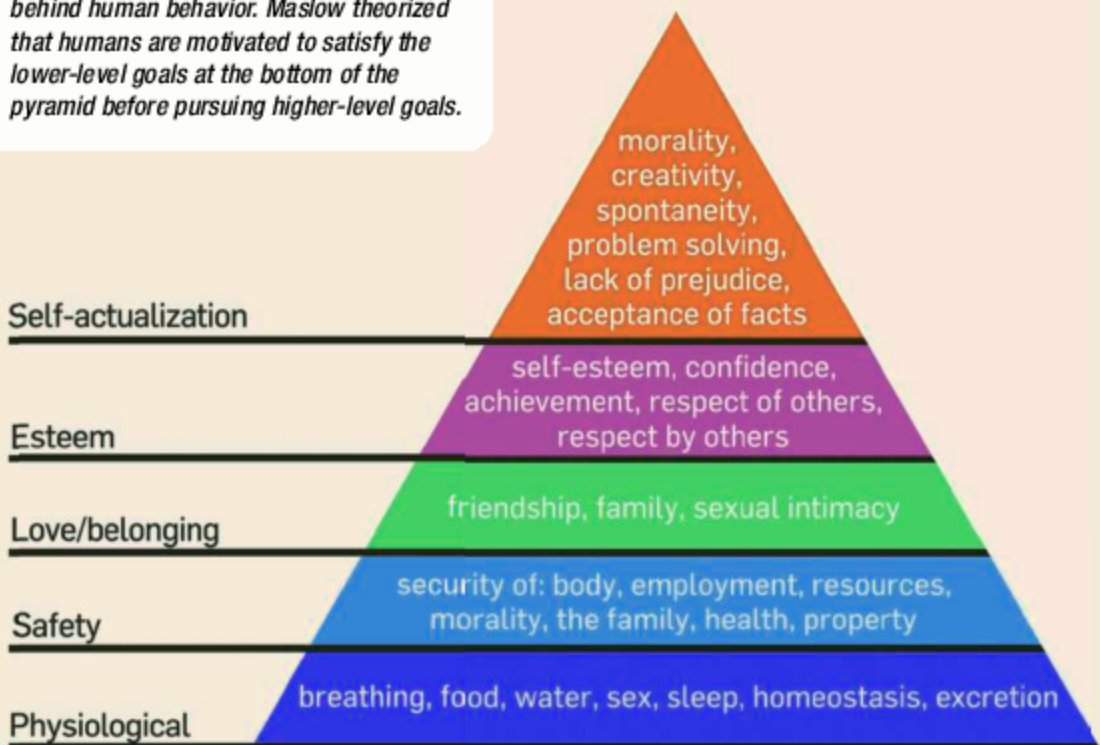 behind human behavior. Maslow theorized
that humans are motivated to satisfy the
lower-level goals at the bottom of the
pyramid before pursuing higher-level goals.
morality,
creativity,
spontaneity,
problem solving,
lack of prejudice,
acceptance of facts
Self-actualization
self-esteem, confidence,
achievement, respect of others,
respect by others
Esteem
friendship, family, sexual intimacy
Love/belonging
security of: body, employment, resources,
morality, the family, health, property
Safety
breathing, food, water, sex, sleep, homeostasis, excretion
Physiological